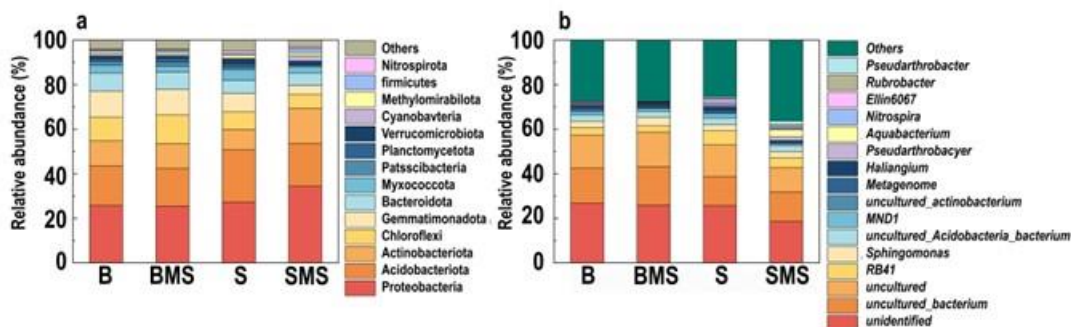 a
Relative abundance (%)
100
80
60
40
20
0
B BMS S SMS
Others
Nitrospirota
firmicutes
Methylomirabilota
Cyanobavteria
Verrucomicrobiota
Planctomycetota
Patsscibacteria
Myxococcota
Bacteroidota
Gemmatimonadota
Chloroflexi
Actinobacteriota
Acidobacteriota
Proteobacteria
b
Relative abundance (%)
100
80
60
40
20
0
B BMS S SMS
Others
Pseudarthrobacter
Rubrobacter
Ellin6067
Nitrospira
Aquabacterium
Pseudarthrobacyer
Haliangium
Metagenome
uncultured_actinobacterium
MND1
uncultured_Acidobacteria_bacterium
Sphingomonas
RB41
uncultured
uncultured_bacterium
unidentified